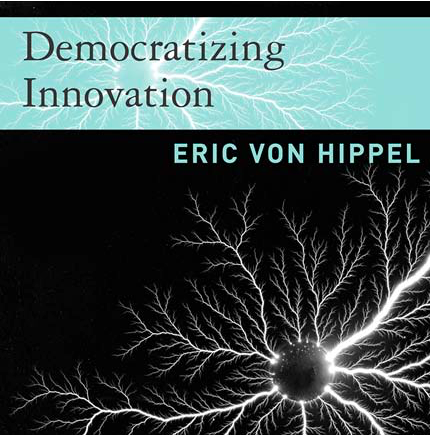 Democratizing
Innovation
ERIC VON HIPPEL